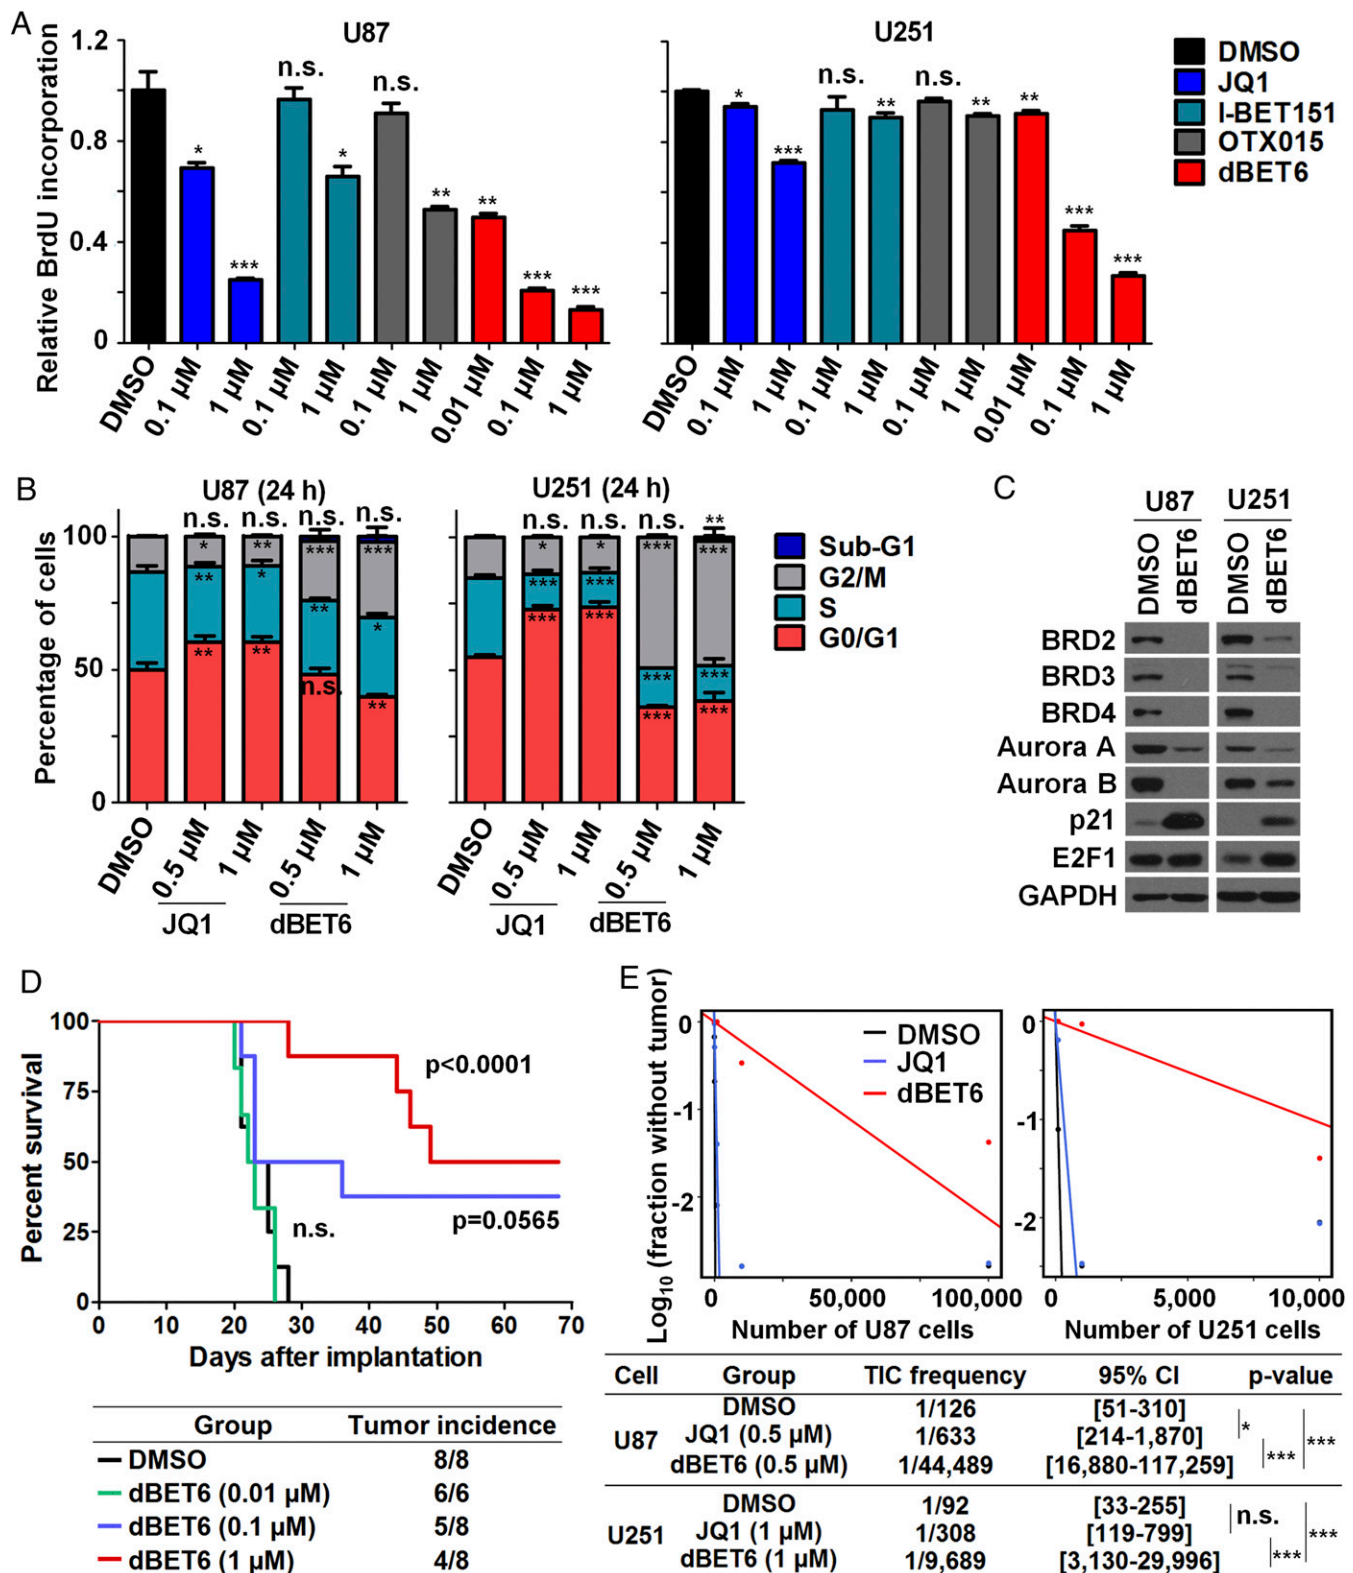 A
U87
U251
1.2
0.8
0.4
0
Relative BrdU incorporation
*
***
n.s.
*
n.s.
**
**
***
***
*
***
n.s.
**
n.s.
**
**
***
***
DMSO
0.1 µM
1 µM
0.1 µM
1 µM
0.1 µM
1 µM
0.01 µM
0.1 µM
1 µM
DMSO
0.1 µM
1 µM
0.1 µM
1 µM
0.1 µM
1 µM
0.01 µM
0.1 µM
1 µM
DMSO
JQ1
I-BET151
OTX015
dBET6
B
U87 (24 h)
U251 (24 h)
Percentage of cells
100
50
0
n.s. n.s. n.s. n.s.
* ** *** ***
** * ** *
** ** n.s. **
n.s. n.s. n.s. **
* * *** ***
*** *** *** ***
*** *** *** ***
DMSO
0.5 µM
1 µM
0.5 µM
1 µM
JQ1
dBET6
DMSO
0.5 µM
1 µM
0.5 µM
1 µM
JQ1
dBET6
Sub-G1
G2/M
S
G0/G1
C
U87 U251
DMSO
dBET6
DMSO
dBET6
BRD2
BRD3
BRD4
Aurora A
Aurora B
p21
E2F1
GAPDH
D
Percent survival
100
75
50
25
0
p<0.0001
p=0.0565
n.s.
0 10 20 30 40 50 60 70
Days after implantation
Group Tumor incidence
DMSO 8/8
dBET6 (0.01 µM) 6/6
dBET6 (0.1 µM) 5/8
dBET6 (1 µM) 4/8
E
Log10 (fraction without tumor)
0
-1
-2
DMSO
JQ1
dBET6
0 50,000 100,000
Number of U87 cells
0
-1
-2
0 5,000 10,000
Number of U251 cells
Cell Group TIC frequency 95% CI p-value
U87
DMSO 1/126 [51-310]
JQ1 (0.5 µM) 1/633 [214-1,870]
dBET6 (0.5 µM) 1/44,489 [16,880-117,259]
*
***
***
U251
DMSO 1/92 [33-255]
JQ1 (1 µM) 1/308 [119-799]
dBET6 (1 µM) 1/9,689 [3,130-29,996]
n.s.
***
***